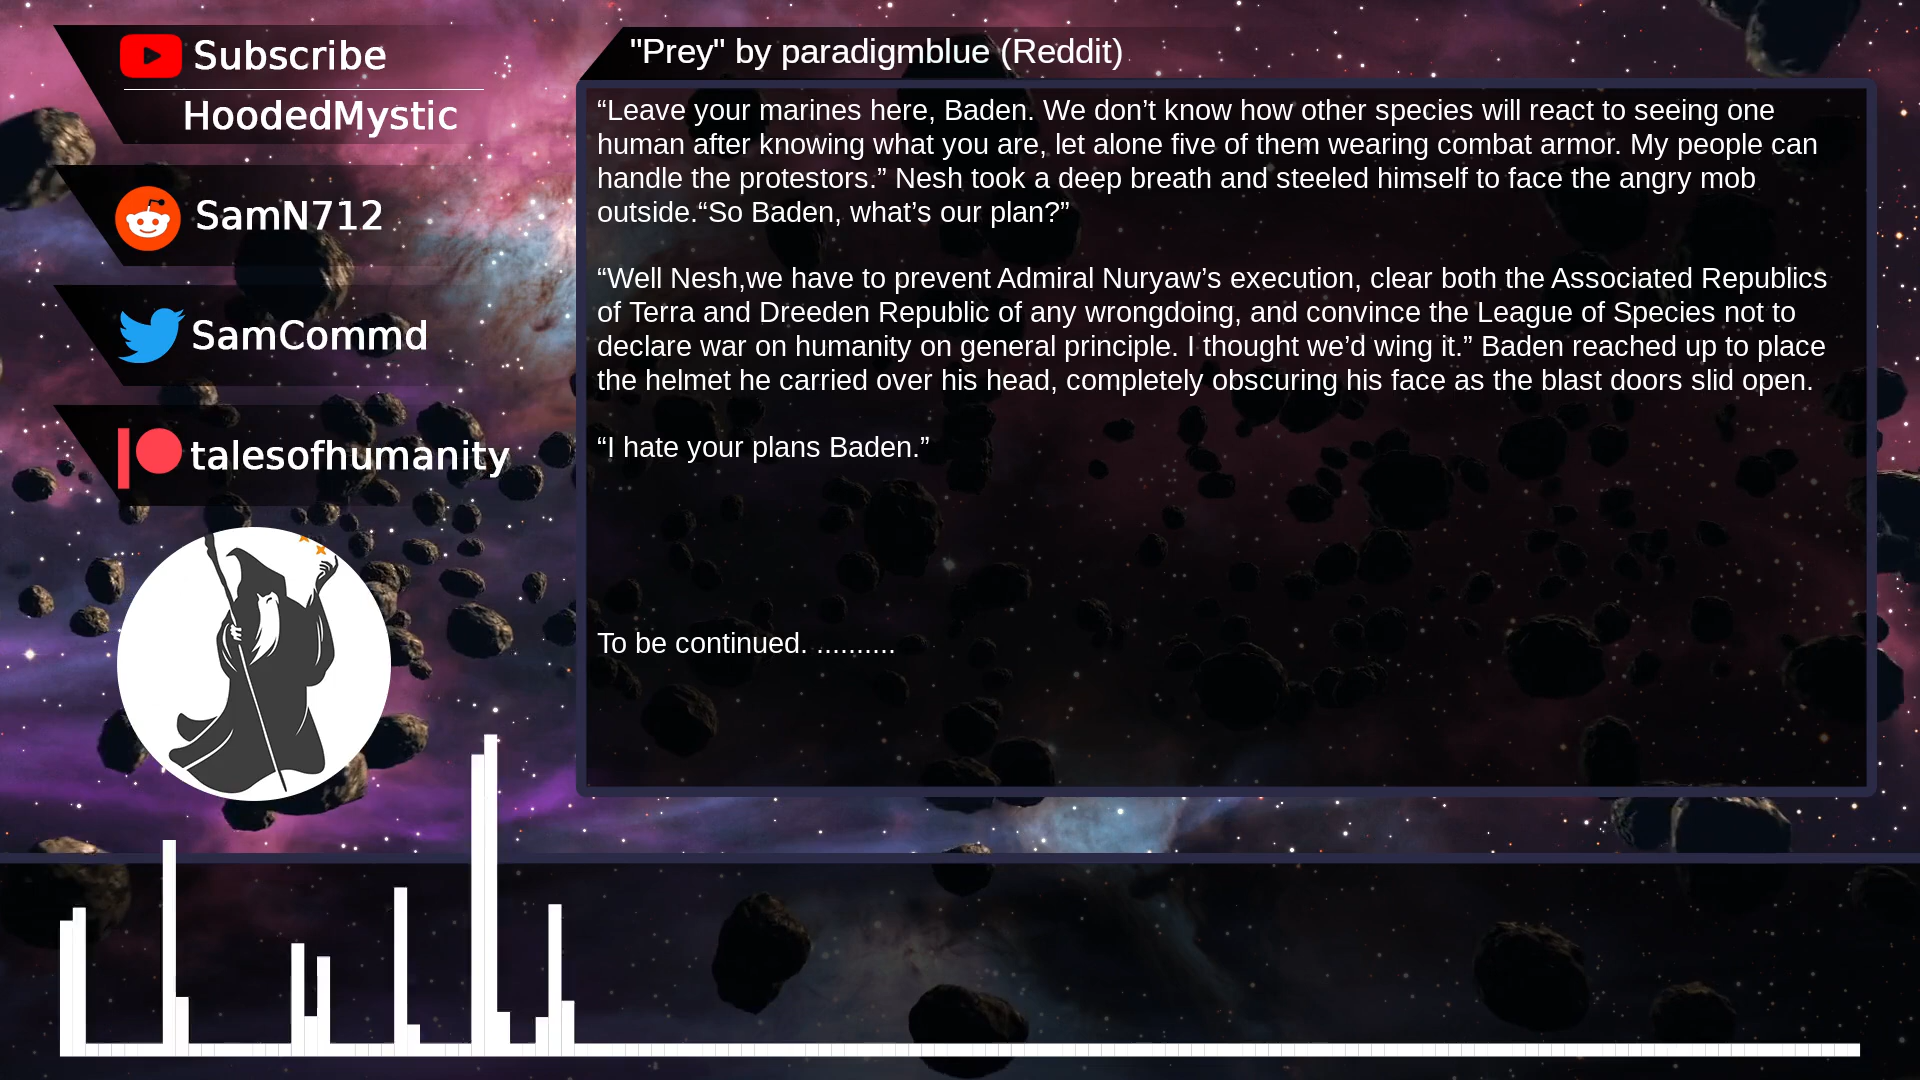 Subscribe
HoodedMystic
SamN712
SamCommd
talesofhumanity
"Prey" by paradigmblue (Reddit)
“Leave your marines here, Baden. We don’t know how other species will react to seeing one
human after knowing what you are, let alone five of them wearing combat armor. My people can
handle the protestors.” Nesh took a deep breath and steeled himself to face the angry mob
outside.“So Baden, what’s our plan?”
“Well Nesh,we have to prevent Admiral Nuryaw’s execution, clear both the Associated Republics
of Terra and Dreeden Republic of any wrongdoing, and convince the League of Species not to
declare war on humanity on general principle. I thought we’d wing it.” Baden reached up to place
the helmet he carried over his head, completely obscuring his face as the blast doors slid open.
“I hate your plans Baden.”
To be continued. ..........